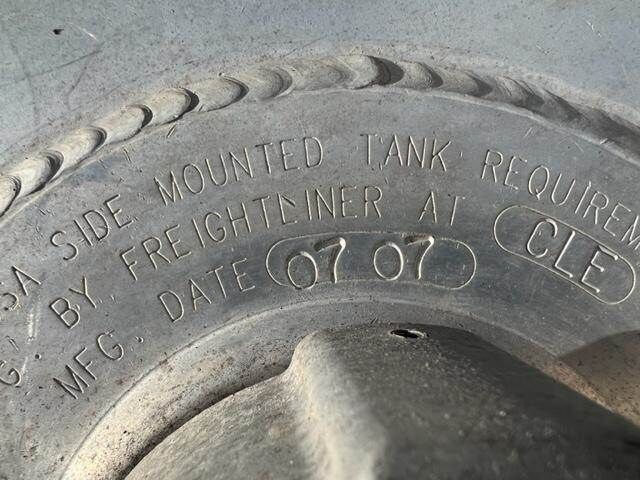 SA SIDE MOUNTED TANK REQUIREM
G. BY FREIGHTLINER AT CLE
MFG. DATE 07 07